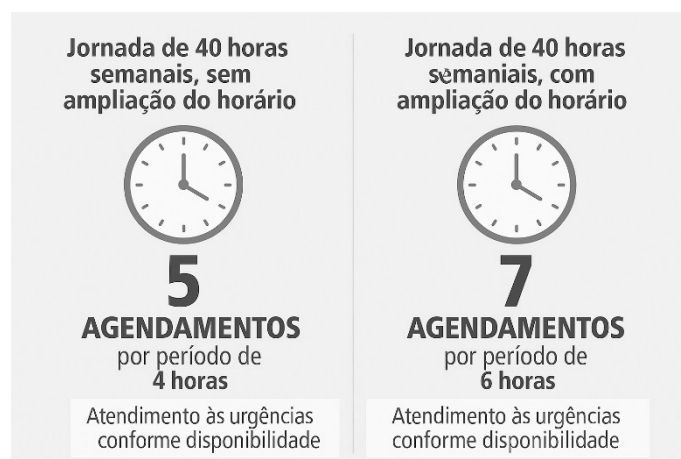 Jornada de 40 horas
semanais, sem
ampliação do horário
5
AGENDAMENTOS
por período de
4 horas
Atendimento às urgências
conforme disponibilidade
Jornada de 40 horas
semaniais, com
ampliação do horário
7
AGENDAMENTOS
por período de
6 horas
Atendimento às urgências
conforme disponibilidade